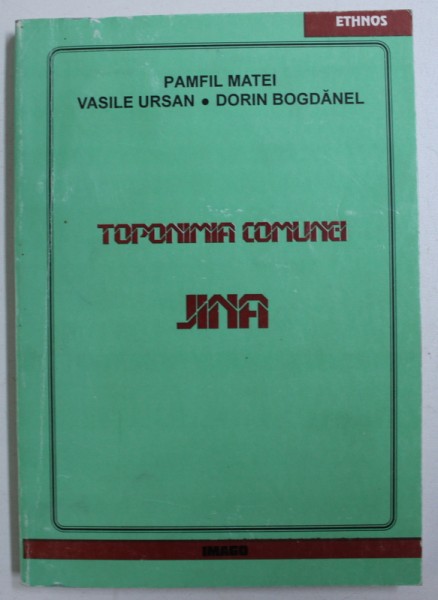 ETHNOS
PAMFIL MATEI
VASILE URSAN ● DORIN BOGDĂNEL
TOPONIMIA COMUNEI
JINA
IMAGO